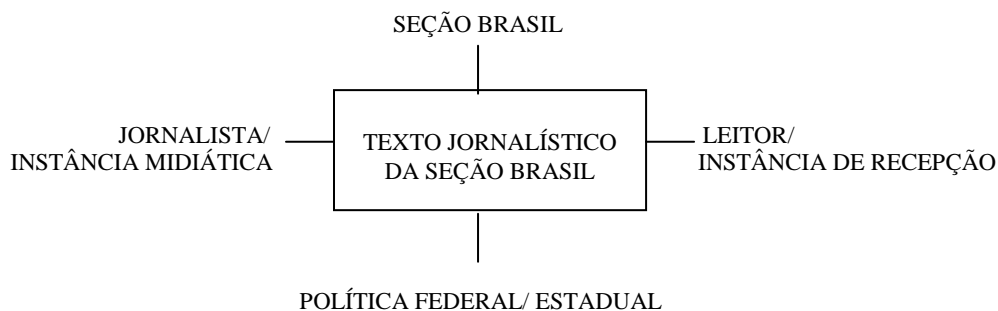 SEÇÃO BRASIL
JORNALISTA/
INSTÂNCIA MIDIÁTICA
TEXTO JORNALÍSTICO
DA SEÇÃO BRASIL
LEITOR/
INSTÂNCIA DE RECEPÇÃO
POLÍTICA FEDERAL/ ESTADUAL